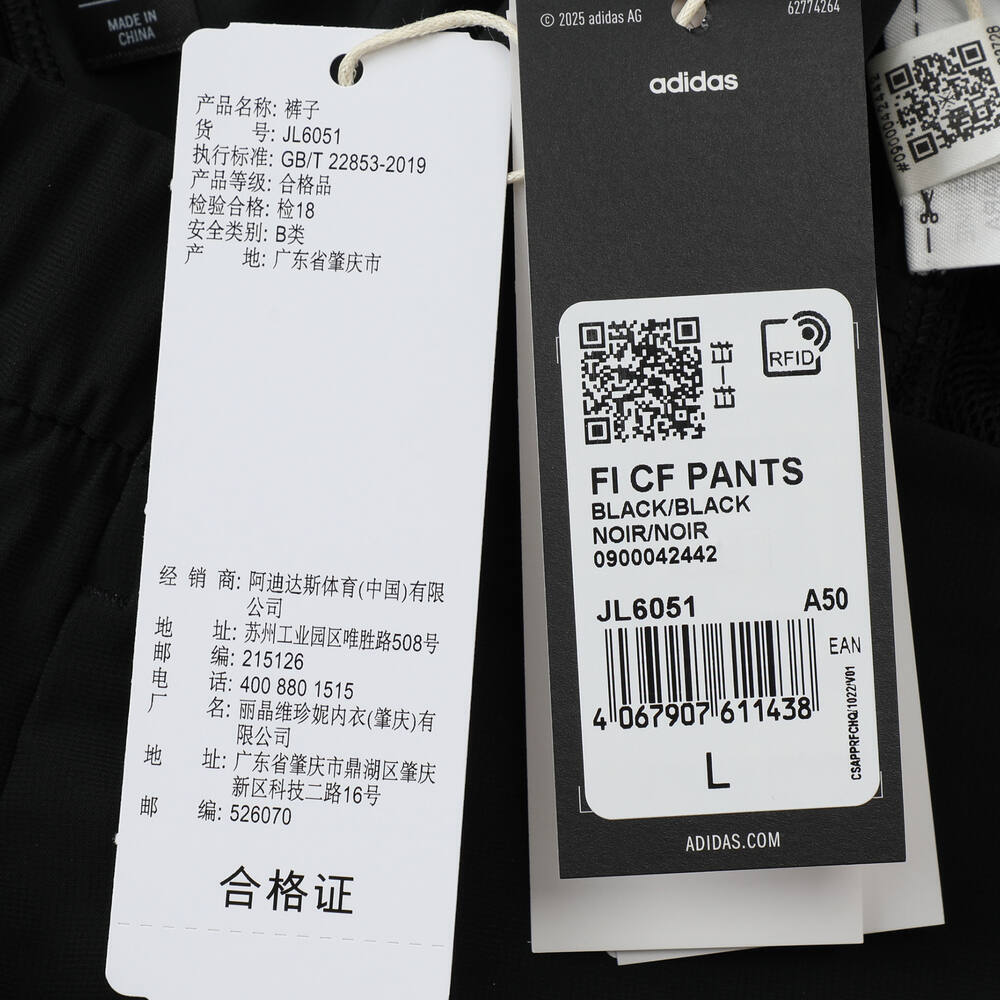 MADE IN
CHINA
产品名称: 裤子
货 号: JL6051
执行标准: GB/T 22853-2019
产品等级: 合格品
检验合格: 检18
安全类别: B类
产 地: 广东省肇庆市
经 销 商: 阿迪达斯体育(中国)有限
公司
地 址: 苏州工业园区唯胜路508号
邮 编: 215126
电 话: 400 880 1515
厂 名: 丽晶维珍妮内衣(肇庆)有
限公司
地 址: 广东省肇庆市鼎湖区肇庆
新区科技二路16号
邮 编: 526070
合格证
© 2025 adidas AG
62774264
adidas
扫一扫
RFID
FI CF PANTS
BLACK/BLACK
NOIR/NOIR
0900042442
JL6051 A50
EAN
4 067907 611438
CSAPPRFCHQ/1022/V01
L
ADIDAS.COM
#0900042442